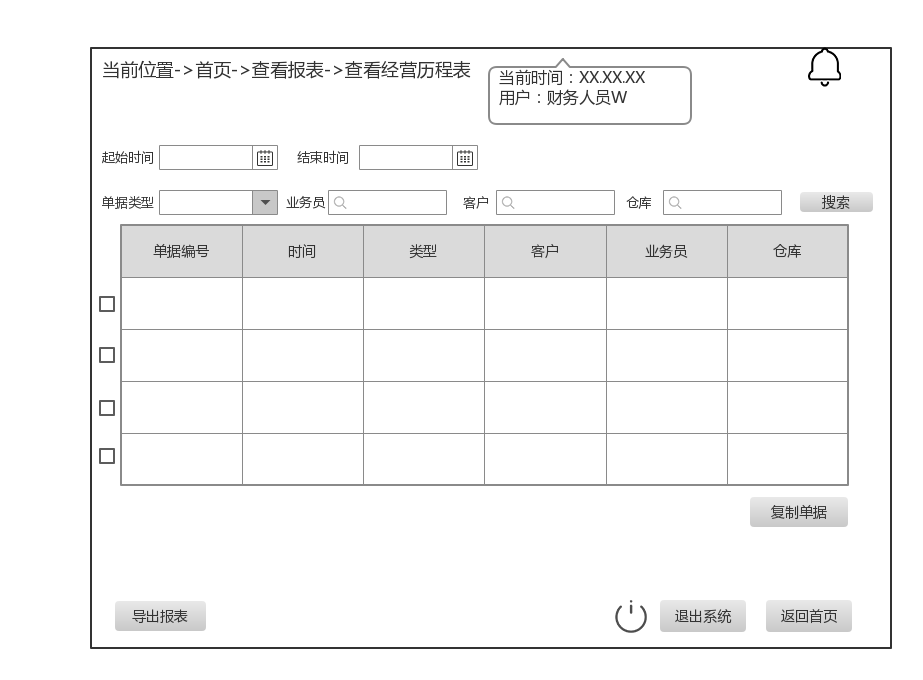 当前位置->首页->查看报表->查看经营历程表
当前时间：XX.XX.XX
用户：财务人员W
起始时间 结束时间
单据类型 业务员 客户 仓库 搜索
单据编号 时间 类型 客户 业务员 仓库
复制单据
导出报表 退出系统 返回首页